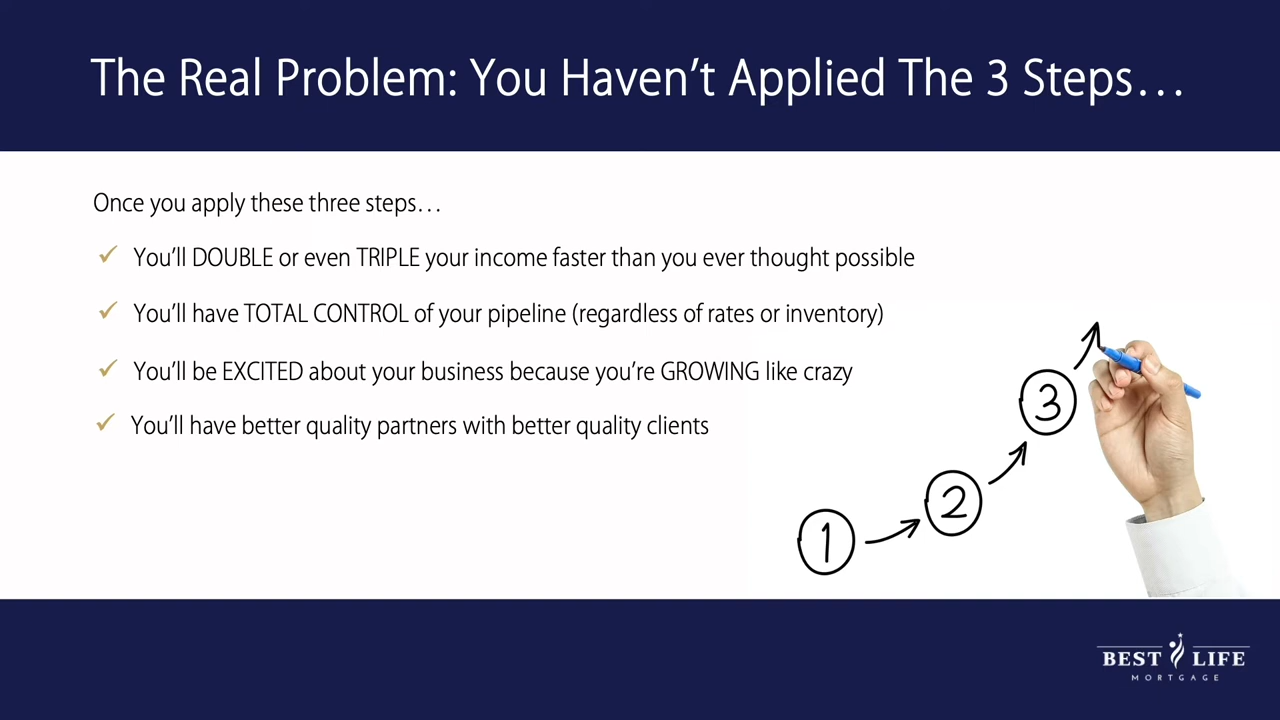 The Real Problem: You Haven't Applied The 3 Steps…
Once you apply these three steps…
You'll DOUBLE or even TRIPLE your income faster than you ever thought possible
You'll have TOTAL CONTROL of your pipeline (regardless of rates or inventory)
You'll be EXCITED about your business because you're GROWING like crazy
You'll have better quality partners with better quality clients
3
2
1
BEST LIFE
MORTGAGE